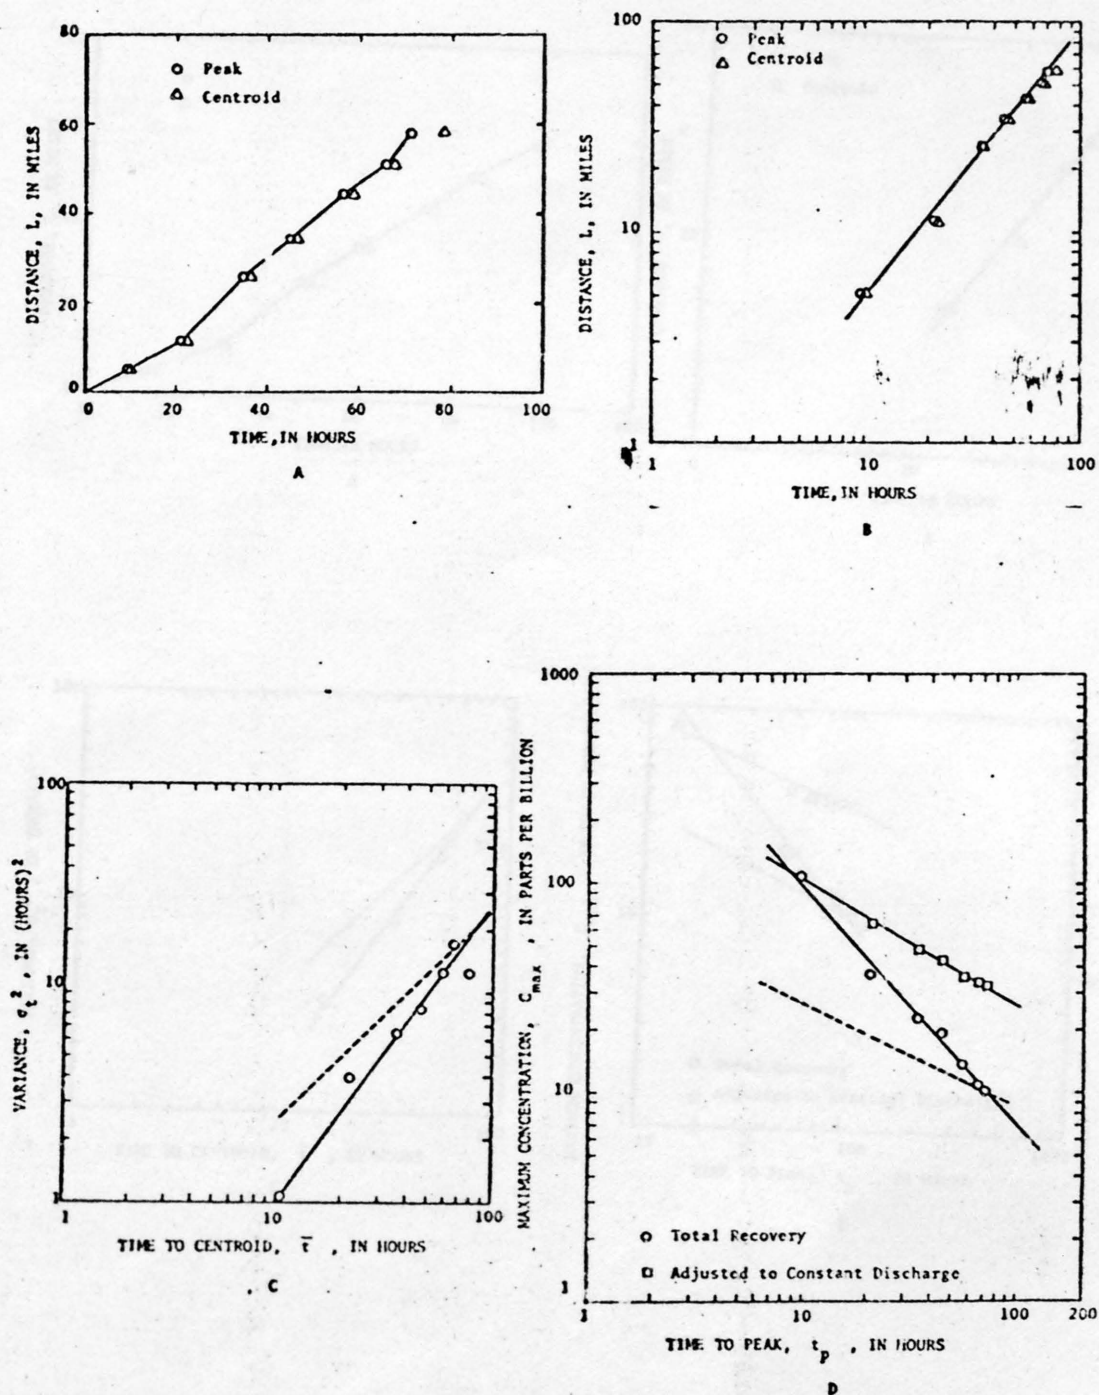 80
60
40
20
0
DISTANCE, L, IN MILES
Peak
Centroid
0 20 40 60 80 100
TIME, IN HOURS
A
100
10
1
DISTANCE, L, IN MILES
Peak
Centroid
1 10 100
TIME, IN HOURS
B
100
10
1
VARIANCE, σt², IN (HOURS)²
1 10 100
TIME TO CENTROID, t̄ , IN HOURS
C
1000
100
10
1
MAXIMUM CONCENTRATION, Cmax , IN PARTS PER BILLION
Total Recovery
Adjusted to Constant Discharge
1 10 100 200
TIME TO PEAK, tp , IN HOURS
D